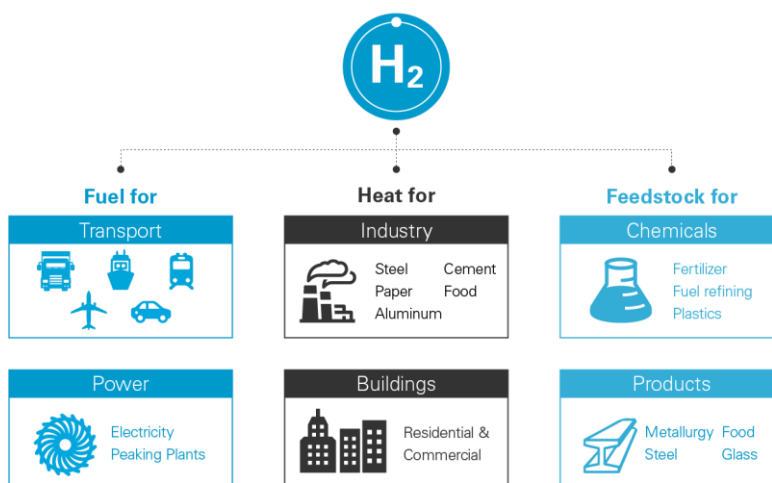 H₂
Fuel for
Transport
Power
Electricity
Peaking Plants
Heat for
Industry
Steel Cement
Paper Food
Aluminum
Buildings
Residential &
Commercial
Feedstock for
Chemicals
Fertilizer
Fuel refining
Plastics
Products
Metallurgy Food
Steel Glass